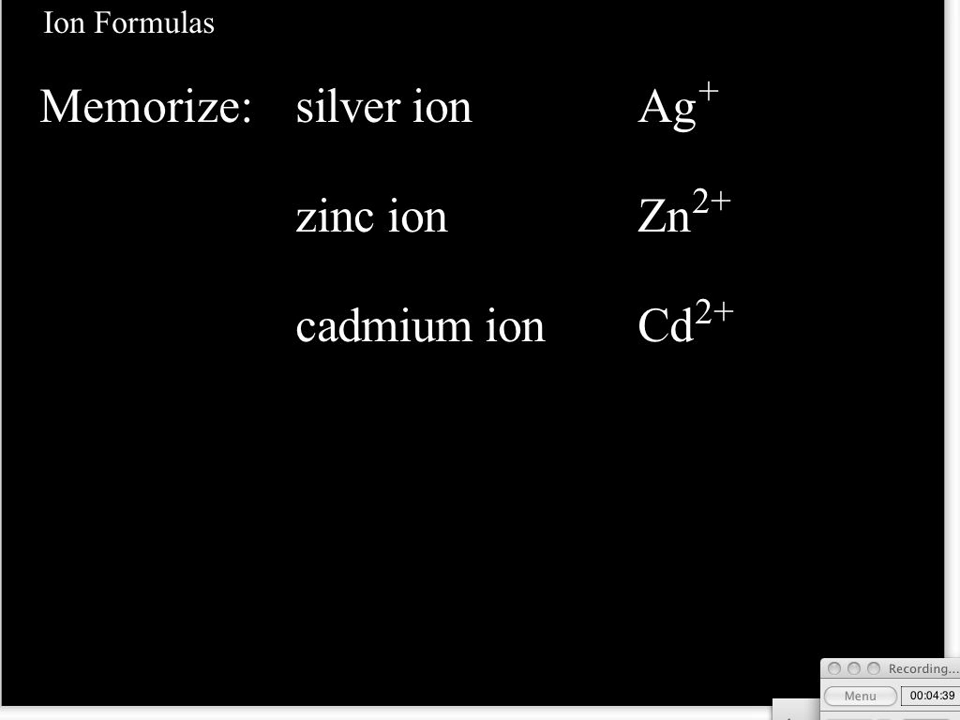 Ion Formulas
Memorize: silver ion Ag⁺
zinc ion Zn²⁺
cadmium ion Cd²⁺
Recording...
Menu 00:04:39